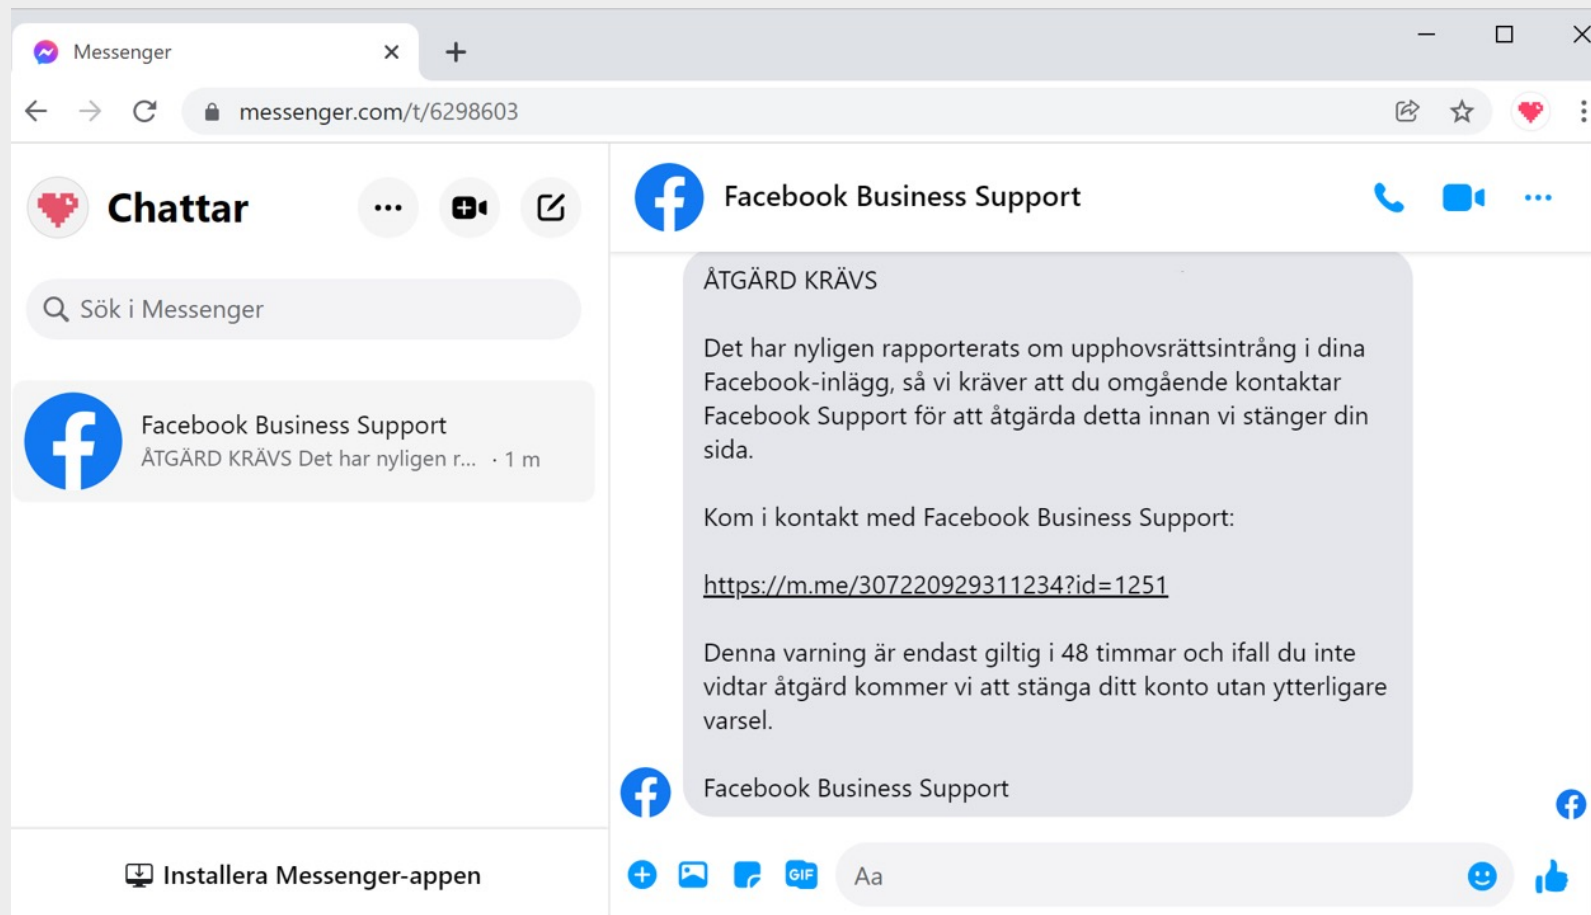 Messenger
messenger.com/t/6298603
Chattar
Sök i Messenger
Facebook Business Support
ÅTGÄRD KRÄVS Det har nyligen r... · 1 m
Installera Messenger-appen
Facebook Business Support
ÅTGÄRD KRÄVS
Det har nyligen rapporterats om upphovsrättsintrång i dina
Facebook-inlägg, så vi kräver att du omgående kontaktar
Facebook Support för att åtgärda detta innan vi stänger din
sida.
Kom i kontakt med Facebook Business Support:
https://m.me/307220929311234?id=1251
Denna varning är endast giltig i 48 timmar och ifall du inte
vidtar åtgärd kommer vi att stänga ditt konto utan ytterligare
varsel.
Facebook Business Support
GIF
Aa